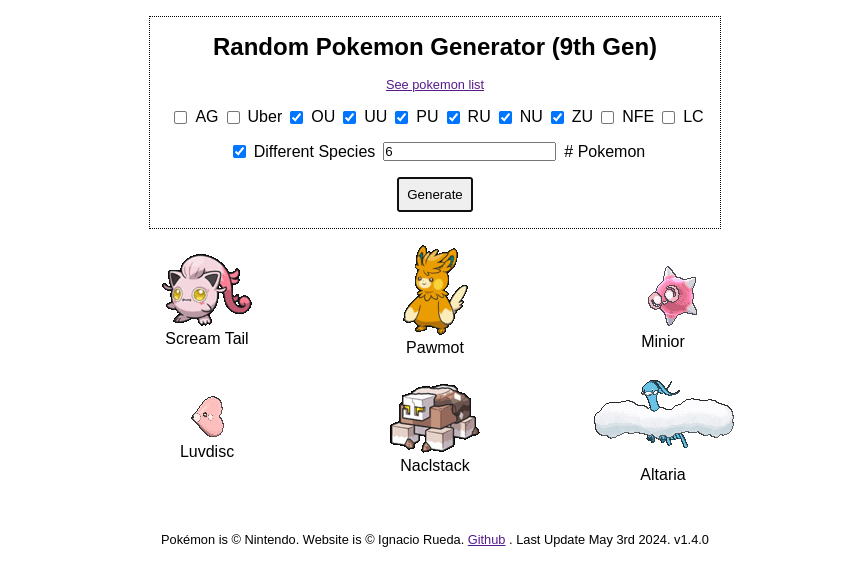 Random Pokemon Generator (9th Gen)
See pokemon list
AG Uber OU UU PU RU NU ZU NFE LC
Different Species 6 # Pokemon
Generate
Scream Tail
Pawmot
Minior
Luvdisc
Naclstack
Altaria
Pokémon is © Nintendo. Website is © Ignacio Rueda. Github . Last Update May 3rd 2024. v1.4.0